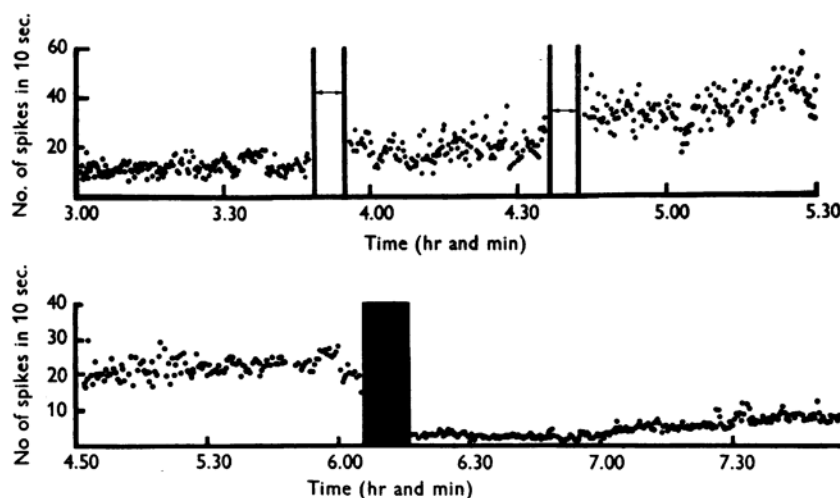 No. of spikes in 10 sec.
60
40
20
3.00 3.30 4.00 4.30 5.00 5.30
Time (hr and min)
No of spikes in 10 sec.
40
30
20
10
4.50 5.30 6.00 6.30 7.00 7.30
Time (hr and min)